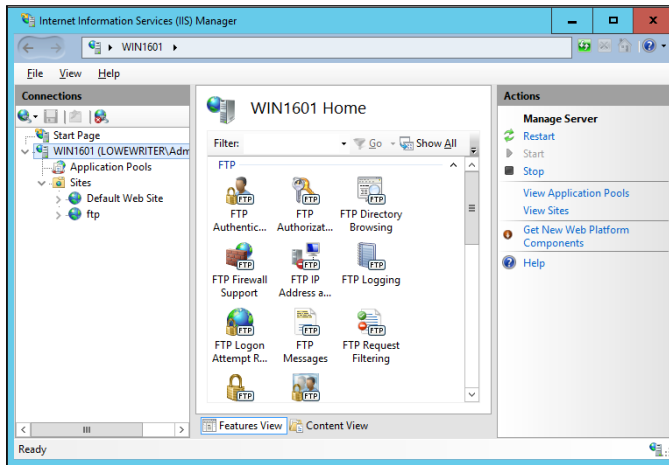 Internet Information Services (IIS) Manager
WIN1601
File View Help
Connections
Start Page
WIN1601 (LOWEWRITER\Adm
Application Pools
Sites
Default Web Site
ftp
WIN1601 Home
Filter: Go Show All
FTP
FTP Authentic...
FTP Authorizat...
FTP Directory Browsing
FTP Firewall Support
FTP IP Address a...
FTP Logging
FTP Logon Attempt R...
FTP Messages
FTP Request Filtering
FTP
FTP
Features View Content View
Actions
Manage Server
Restart
Start
Stop
View Application Pools
View Sites
Get New Web Platform
Components
Help
Ready